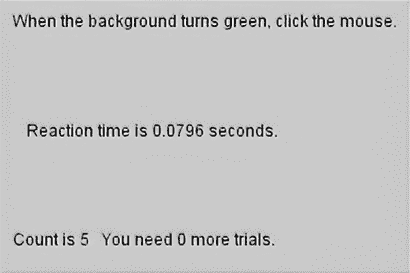 When the background turns green, click the mouse.
Reaction time is 0.0796 seconds.
Count is 5 You need 0 more trials.